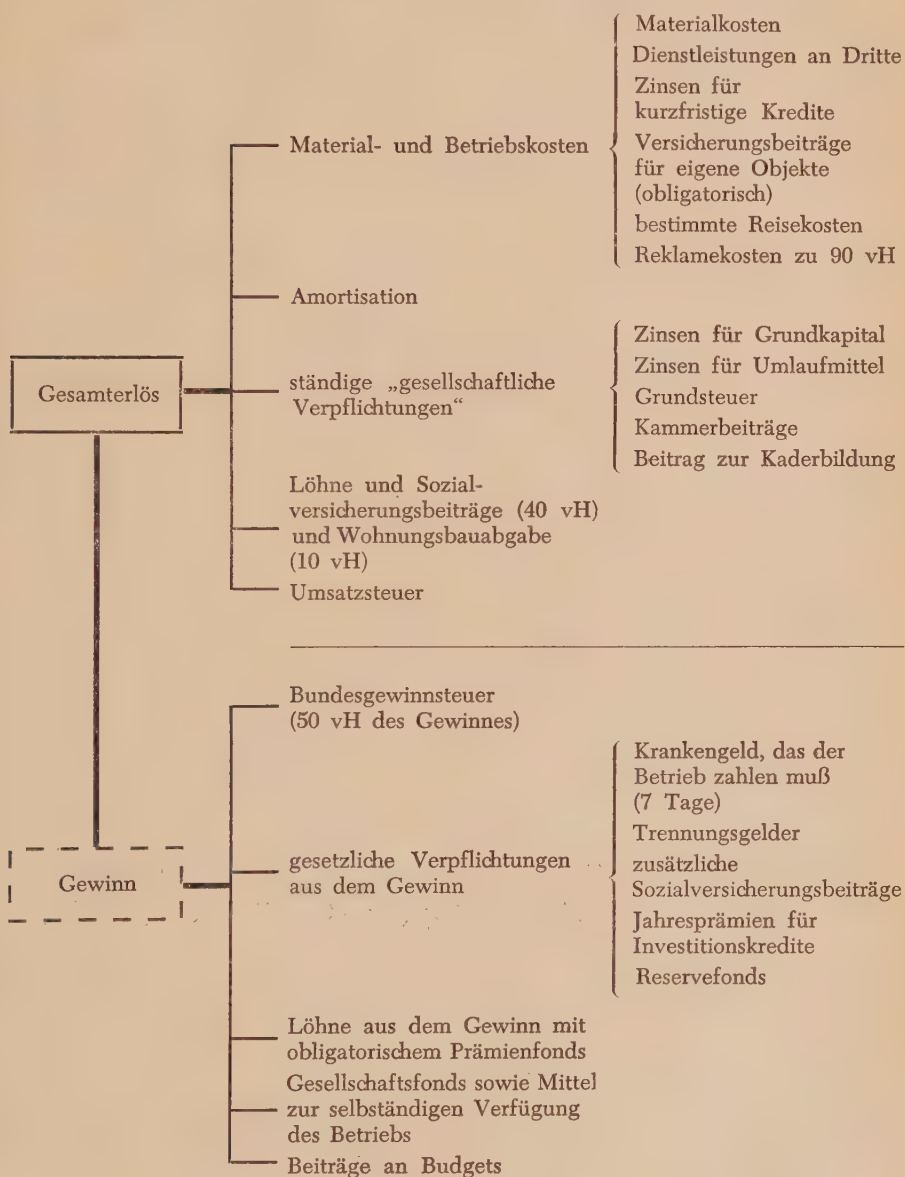 Gesamterlös
Material- und Betriebskosten
Materialkosten
Dienstleistungen an Dritte
Zinsen für
kurzfristige Kredite
Versicherungsbeiträge
für eigene Objekte
(obligatorisch)
bestimmte Reisekosten
Reklamekosten zu 90 vH
Amortisation
ständige „gesellschaftliche
Verpflichtungen“
Zinsen für Grundkapital
Zinsen für Umlaufmittel
Grundsteuer
Kammerbeiträge
Beitrag zur Kaderbildung
Löhne und Sozial-
versicherungsbeiträge (40 vH)
und Wohnungsbauabgabe
(10 vH)
Umsatzsteuer
Gewinn
Bundesgewinnsteuer
(50 vH des Gewinnes)
gesetzliche Verpflichtungen
aus dem Gewinn
Krankengeld, das der
Betrieb zahlen muß
(7 Tage)
Trennungsgelder
zusätzliche
Sozialversicherungsbeiträge
Jahresprämien für
Investitionskredite
Reservefonds
Löhne aus dem Gewinn mit
obligatorischem Prämienfonds
Gesellschaftsfonds sowie Mittel
zur selbständigen Verfügung
des Betriebs
Beiträge an Budgets